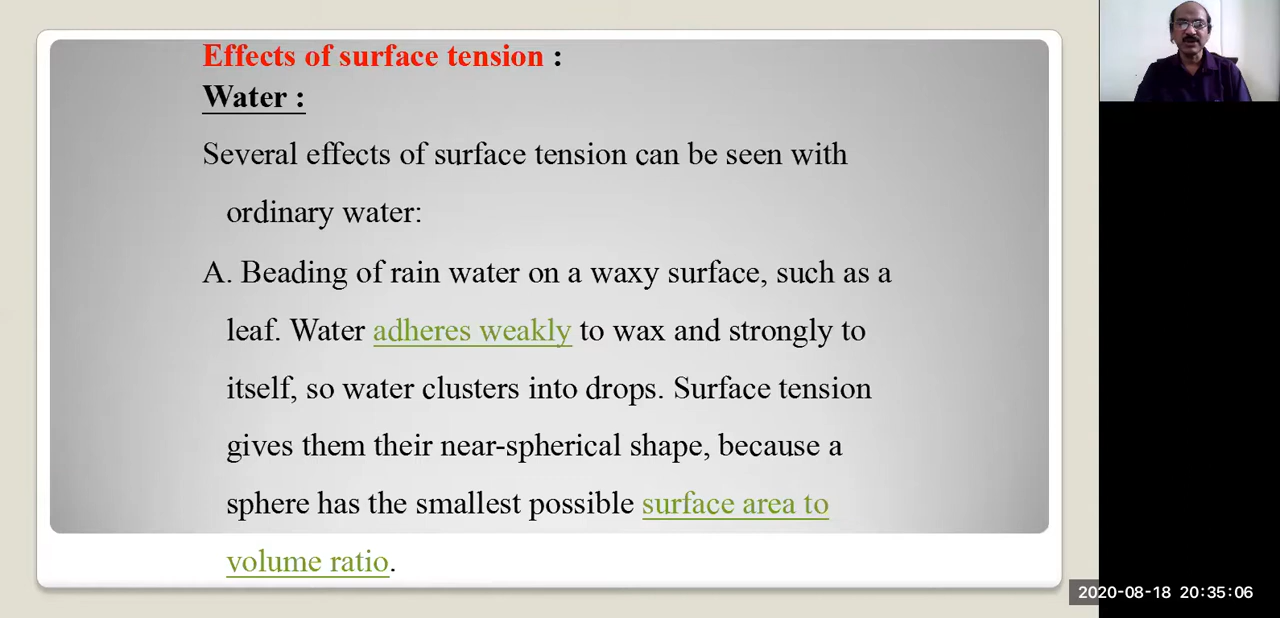 Effects of surface tension :
Water :
Several effects of surface tension can be seen with
ordinary water:
A. Beading of rain water on a waxy surface, such as a
leaf. Water adheres weakly to wax and strongly to
itself, so water clusters into drops. Surface tension
gives them their near-spherical shape, because a
sphere has the smallest possible surface area to
volume ratio.
2020-08-18 20:35:06